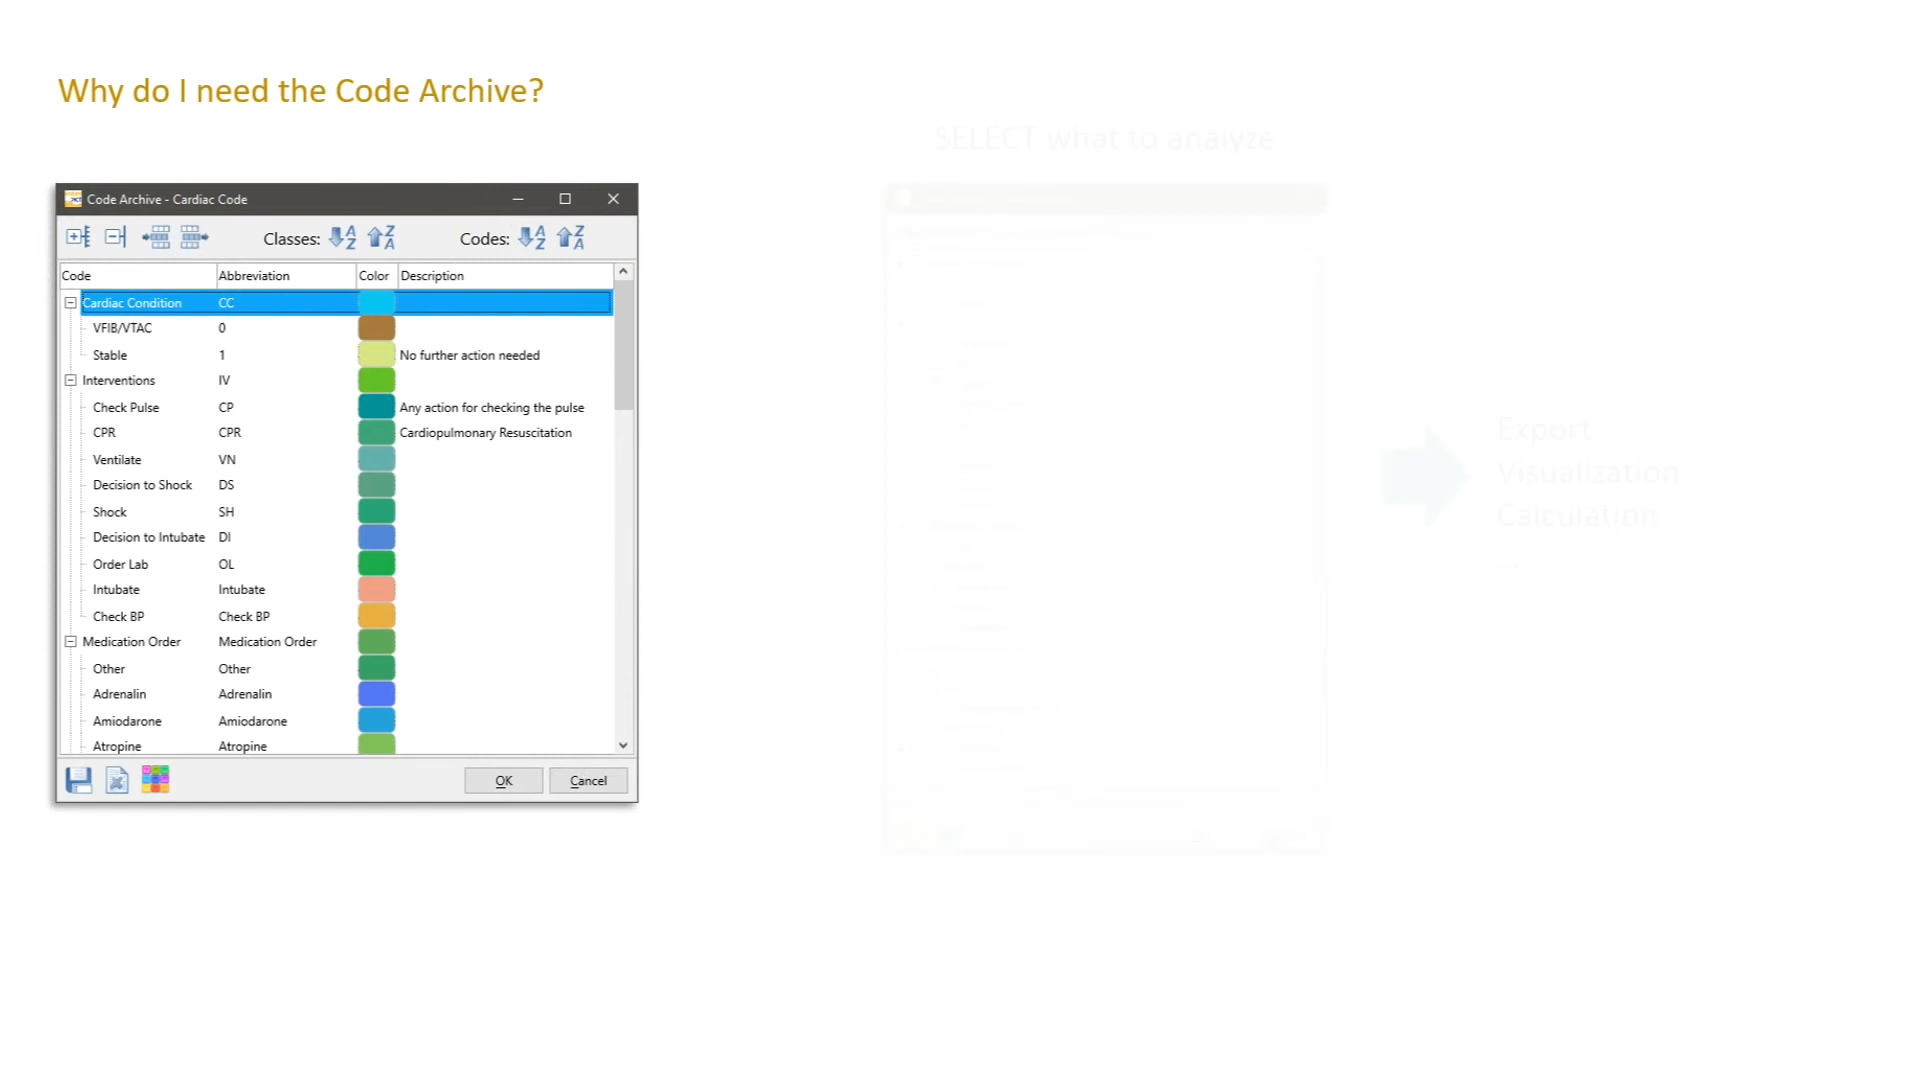 Why do I need the Code Archive?
SELECT what to analyze
Code Archive - Cardiac Code
Classes: Codes:
Code Abbreviation Color Description
Cardiac Condition CC
VFIB/VTAC 0
Stable 1 No further action needed
Interventions IV
Check Pulse CP Any action for checking the pulse
CPR CPR Cardiopulmonary Resuscitation
Ventilate VN
Decision to Shock DS
Shock SH
Decision to Intubate DI
Order Lab OL
Intubate Intubate
Check BP Check BP
Medication Order Medication Order
Other Other
Adrenalin Adrenalin
Amiodarone Amiodarone
Atropine Atropine
OK Cancel
Export
Visualization
Calculation
...